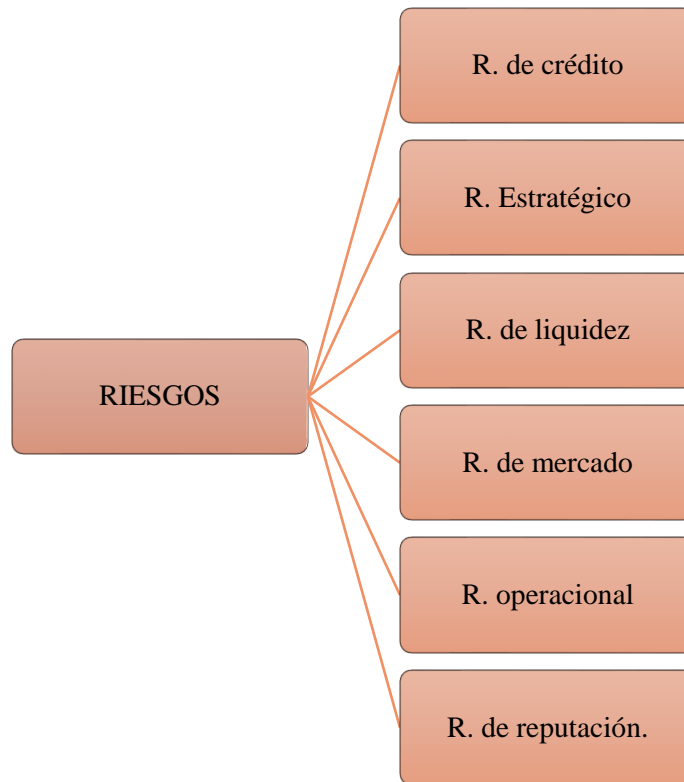 R. de crédito
R. Estratégico
R. de liquidez
RIESGOS
R. de mercado
R. operacional
R. de reputación.